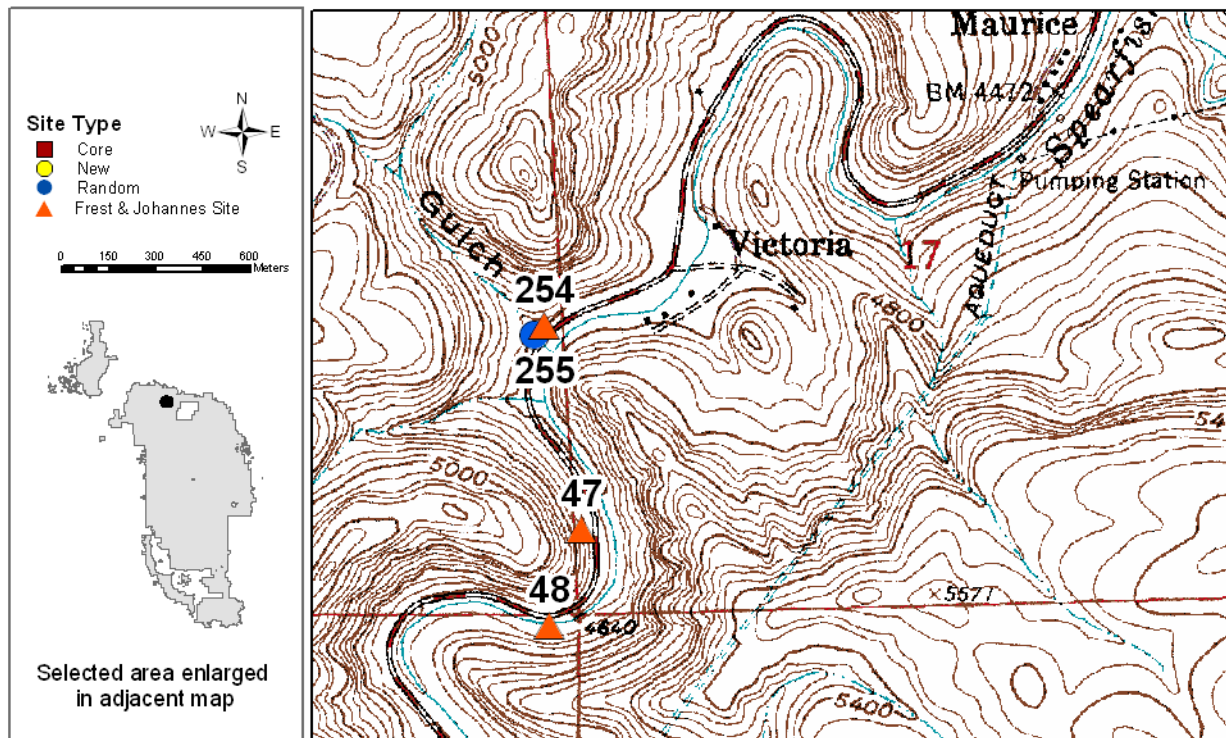 N
W E
S
Site Type
Core
New
Random
Frest & Johannes Site
0 150 300 450 600
Meters
Selected area enlarged
in adjacent map
Maurice
5000
BM 4472
Spearfis
Pumping Station
Gulch
Victoria
17
AQUEDUCT
254
4800
255
54
5000
47
48
4640
×5577
5400